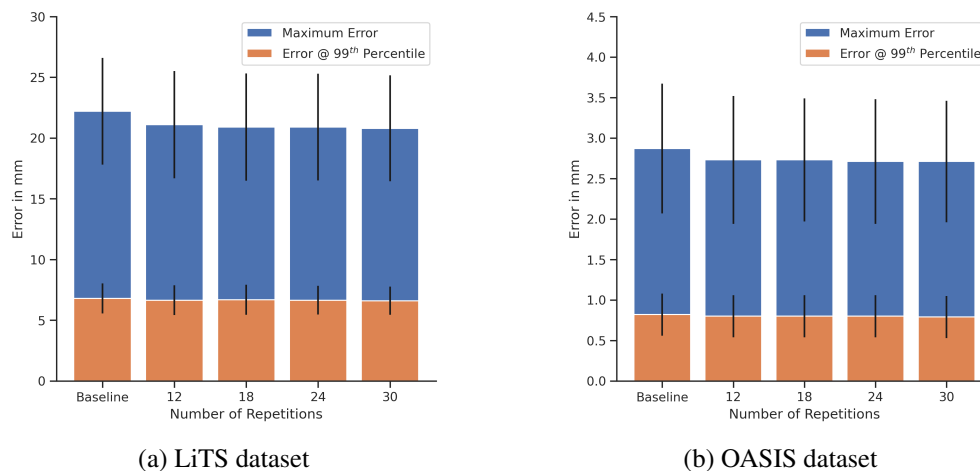 30
25
20
15
10
5
0
Error in mm
Maximum Error
Error @ 99th Percentile
Baseline 12 18 24 30
Number of Repetitions
(a) LiTS dataset
4.5
4.0
3.5
3.0
2.5
2.0
1.5
1.0
0.5
0.0
Error in mm
Maximum Error
Error @ 99th Percentile
Baseline 12 18 24 30
Number of Repetitions
(b) OASIS dataset